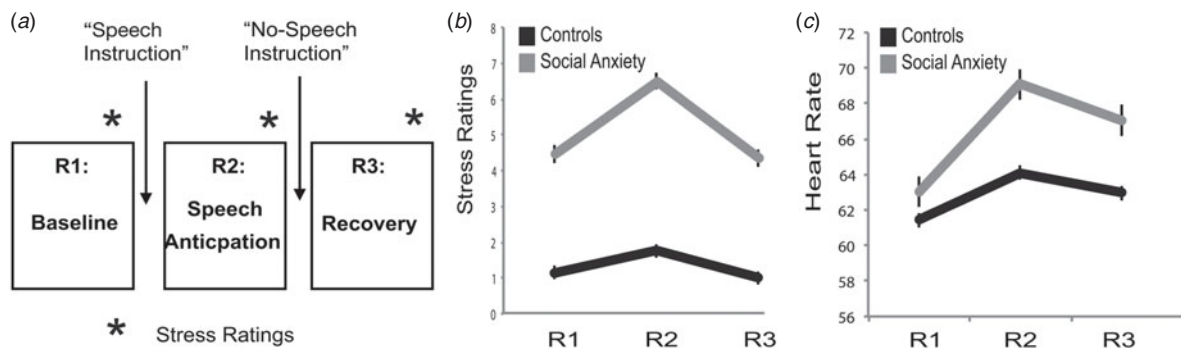 (a)
“Speech
Instruction”
“No-Speech
Instruction”
*
*
*
R1:
Baseline
R2:
Speech
Anticpation
R3:
Recovery
* Stress Ratings
(b)
Controls
Social Anxiety
Stress Ratings
8
7
6
5
4
3
2
1
0
R1
R2
R3
(c)
Controls
Social Anxiety
Heart Rate
72
70
68
66
64
62
60
58
56
R1
R2
R3